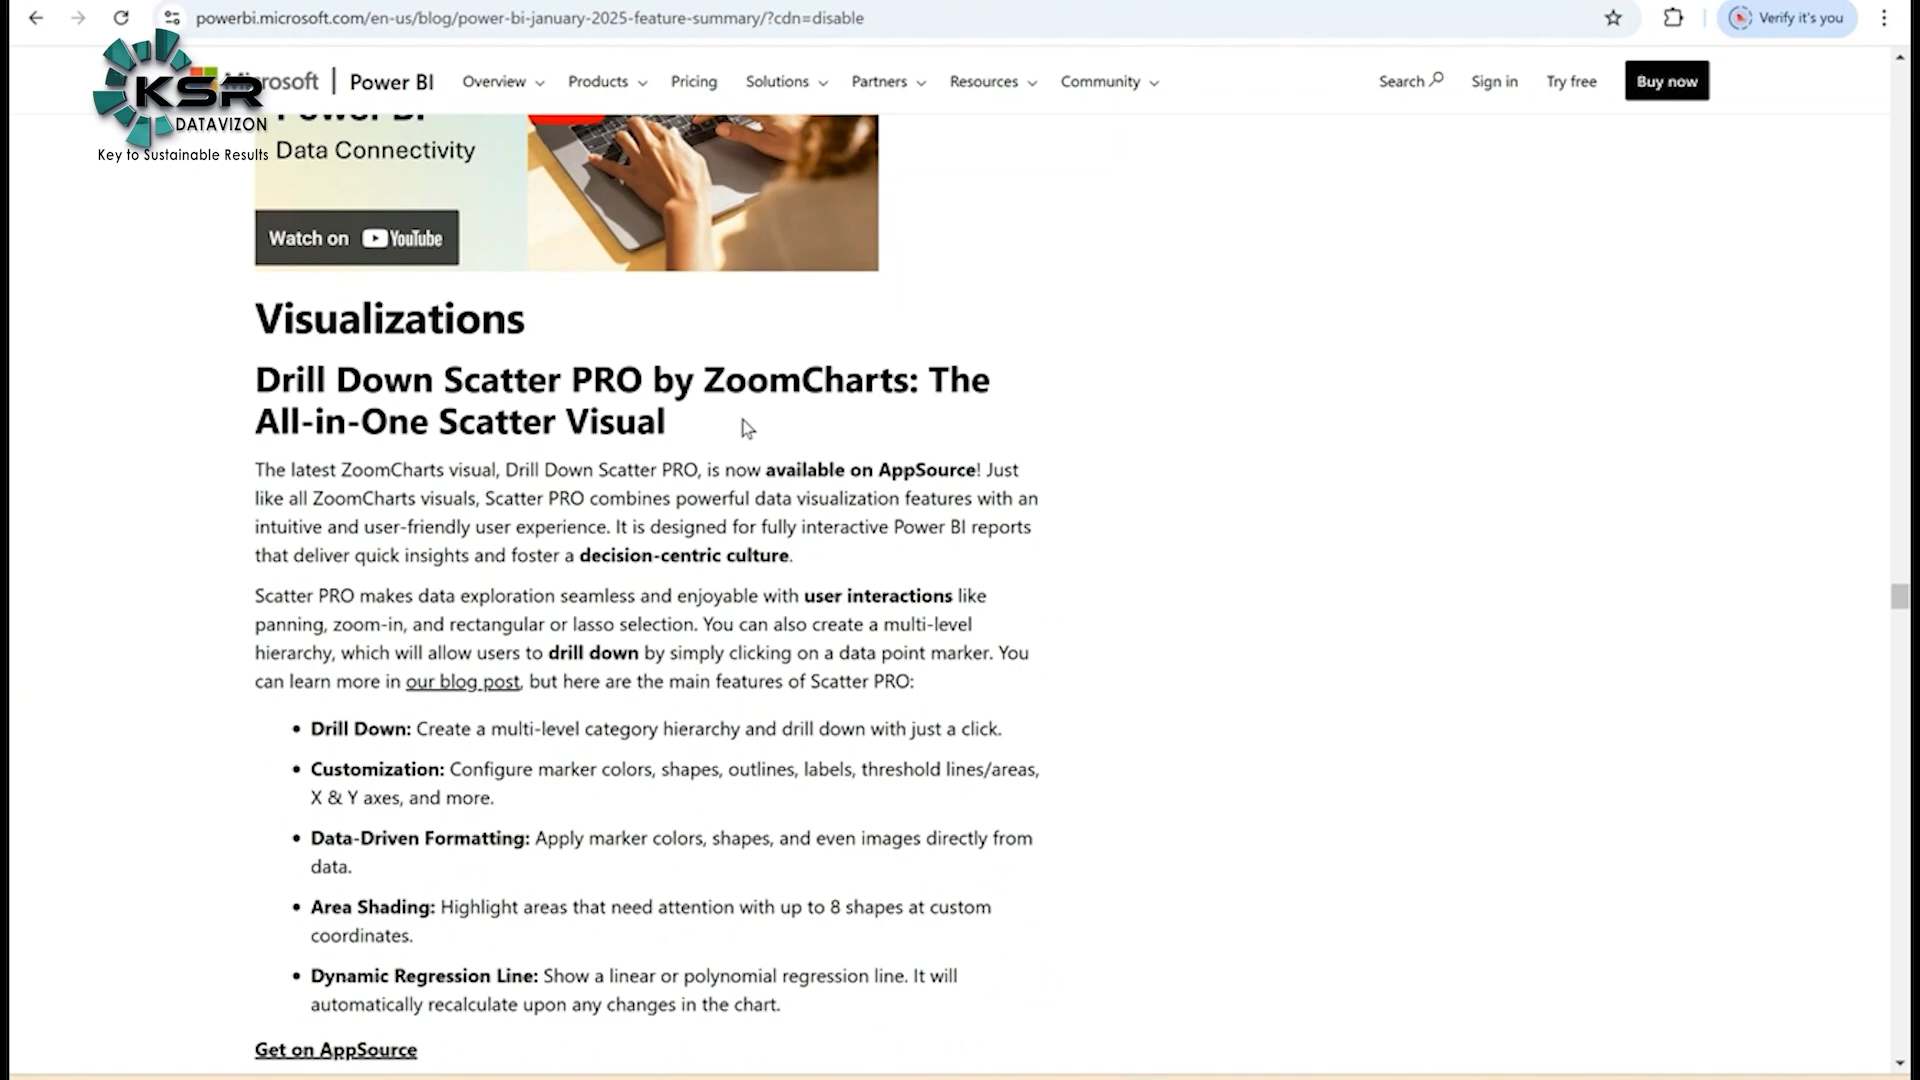 powerbi.microsoft.com/en-us/blog/power-bi-january-2025-feature-summary/?cdn=disable
Verify it's you
KSR
DATAVIZON
Key to Sustainable Results
Microsoft
Power BI
Overview
Products
Pricing
Solutions
Partners
Resources
Community
Search
Sign in
Try free
Buy now
Power BI
Data Connectivity
Watch on YouTube
Visualizations
Drill Down Scatter PRO by ZoomCharts: The
All-in-One Scatter Visual
The latest ZoomCharts visual, Drill Down Scatter PRO, is now available on AppSource! Just
like all ZoomCharts visuals, Scatter PRO combines powerful data visualization features with an
intuitive and user-friendly user experience. It is designed for fully interactive Power BI reports
that deliver quick insights and foster a decision-centric culture.
Scatter PRO makes data exploration seamless and enjoyable with user interactions like
panning, zoom-in, and rectangular or lasso selection. You can also create a multi-level
hierarchy, which will allow users to drill down by simply clicking on a data point marker. You
can learn more in our blog post, but here are the main features of Scatter PRO:
• Drill Down: Create a multi-level category hierarchy and drill down with just a click.
• Customization: Configure marker colors, shapes, outlines, labels, threshold lines/areas,
X & Y axes, and more.
• Data-Driven Formatting: Apply marker colors, shapes, and even images directly from
data.
• Area Shading: Highlight areas that need attention with up to 8 shapes at custom
coordinates.
• Dynamic Regression Line: Show a linear or polynomial regression line. It will
automatically recalculate upon any changes in the chart.
Get on AppSource